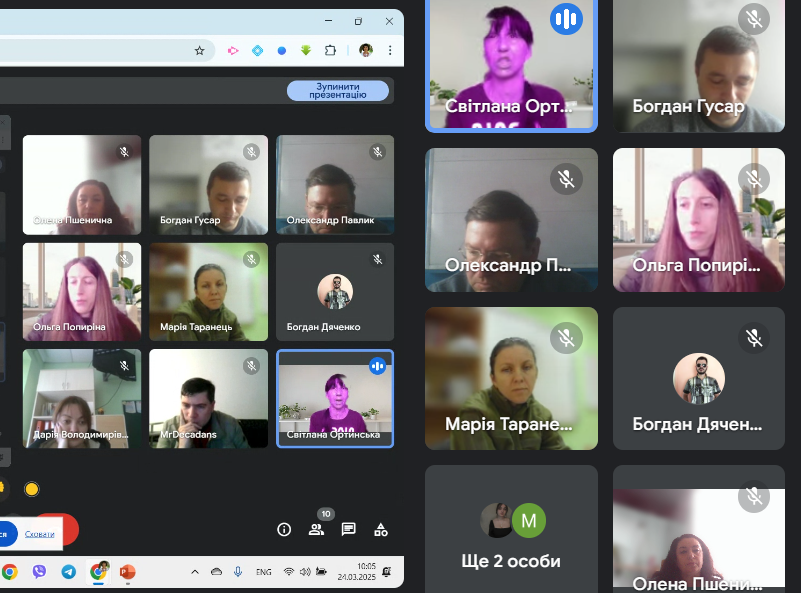 Зупинити
презентацію
Олена Пшенична
Богдан Гусар
Олександр Павлик
Ольга Попиріна
Марія Таранець
Богдан Дяченко
Дарія Володимирів...
MrDecadans
Світлана Ортинська
10
Сховати
ENG
10:05
24.03.2025
Світлана Орт...
Богдан Гусар
Олександр П...
Ольга Попирі...
Марія Таране...
Богдан Дячен...
М
Ще 2 особи
Олена Пшени...